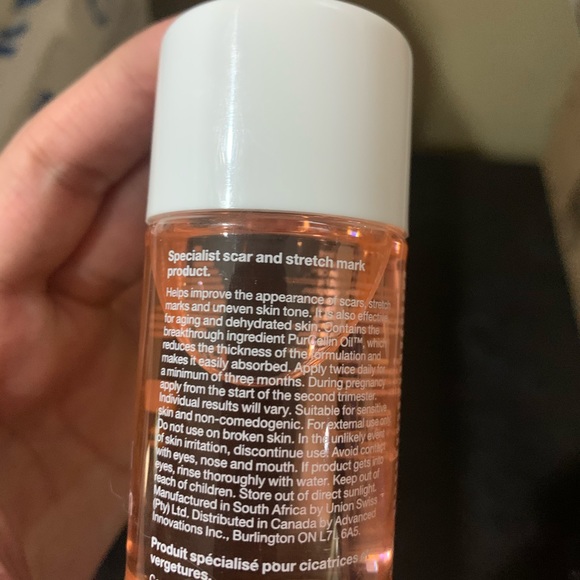 Specialist scar and stretch mark
product.
Helps improve the appearance of scars, stretch
marks and uneven skin tone. It is also effective
for aging and dehydrated skin. Contains the
breakthrough ingredient PurCellin Oil™, which
reduces the thickness of the formulation and
makes it easily absorbed. Apply twice daily for
a minimum of three months. During pregnancy
apply from the start of the second trimester.
Individual results will vary. Suitable for sensitive
skin and non-comedogenic. For external use only
Do not use on broken skin. In the unlikely event
of skin irritation, discontinue use. Avoid contact
with eyes, nose and mouth. If product gets into
eyes, rinse thoroughly with water. Keep out of
reach of children. Store out of direct sunlight.
Manufactured in South Africa by Union Swiss
(Pty) Ltd. Distributed in Canada by Advanced
Innovations Inc., Burlington ON L7L 6A5.
Produit spécialisé pour cicatrices
vergetures.